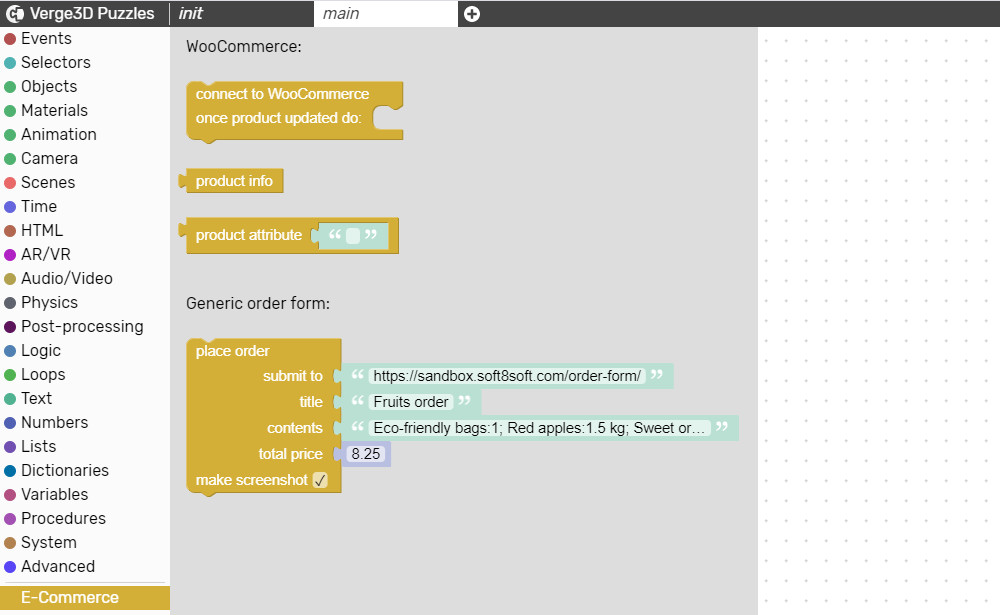 Verge3D Puzzles
init
main
Events
Selectors
Objects
Materials
Animation
Camera
Scenes
Time
HTML
AR/VR
Audio/Video
Physics
Post-processing
Logic
Loops
Text
Numbers
Lists
Dictionaries
Variables
Procedures
System
Advanced
E-Commerce
WooCommerce:
connect to WooCommerce
once product updated do:
product info
product attribute “ ”
Generic order form:
place order
submit to “ https://sandbox.soft8soft.com/order-form/ ”
title “ Fruits order ”
contents “ Eco-friendly bags:1; Red apples:1.5 kg; Sweet or… ”
total price 8.25
make screenshot ✓